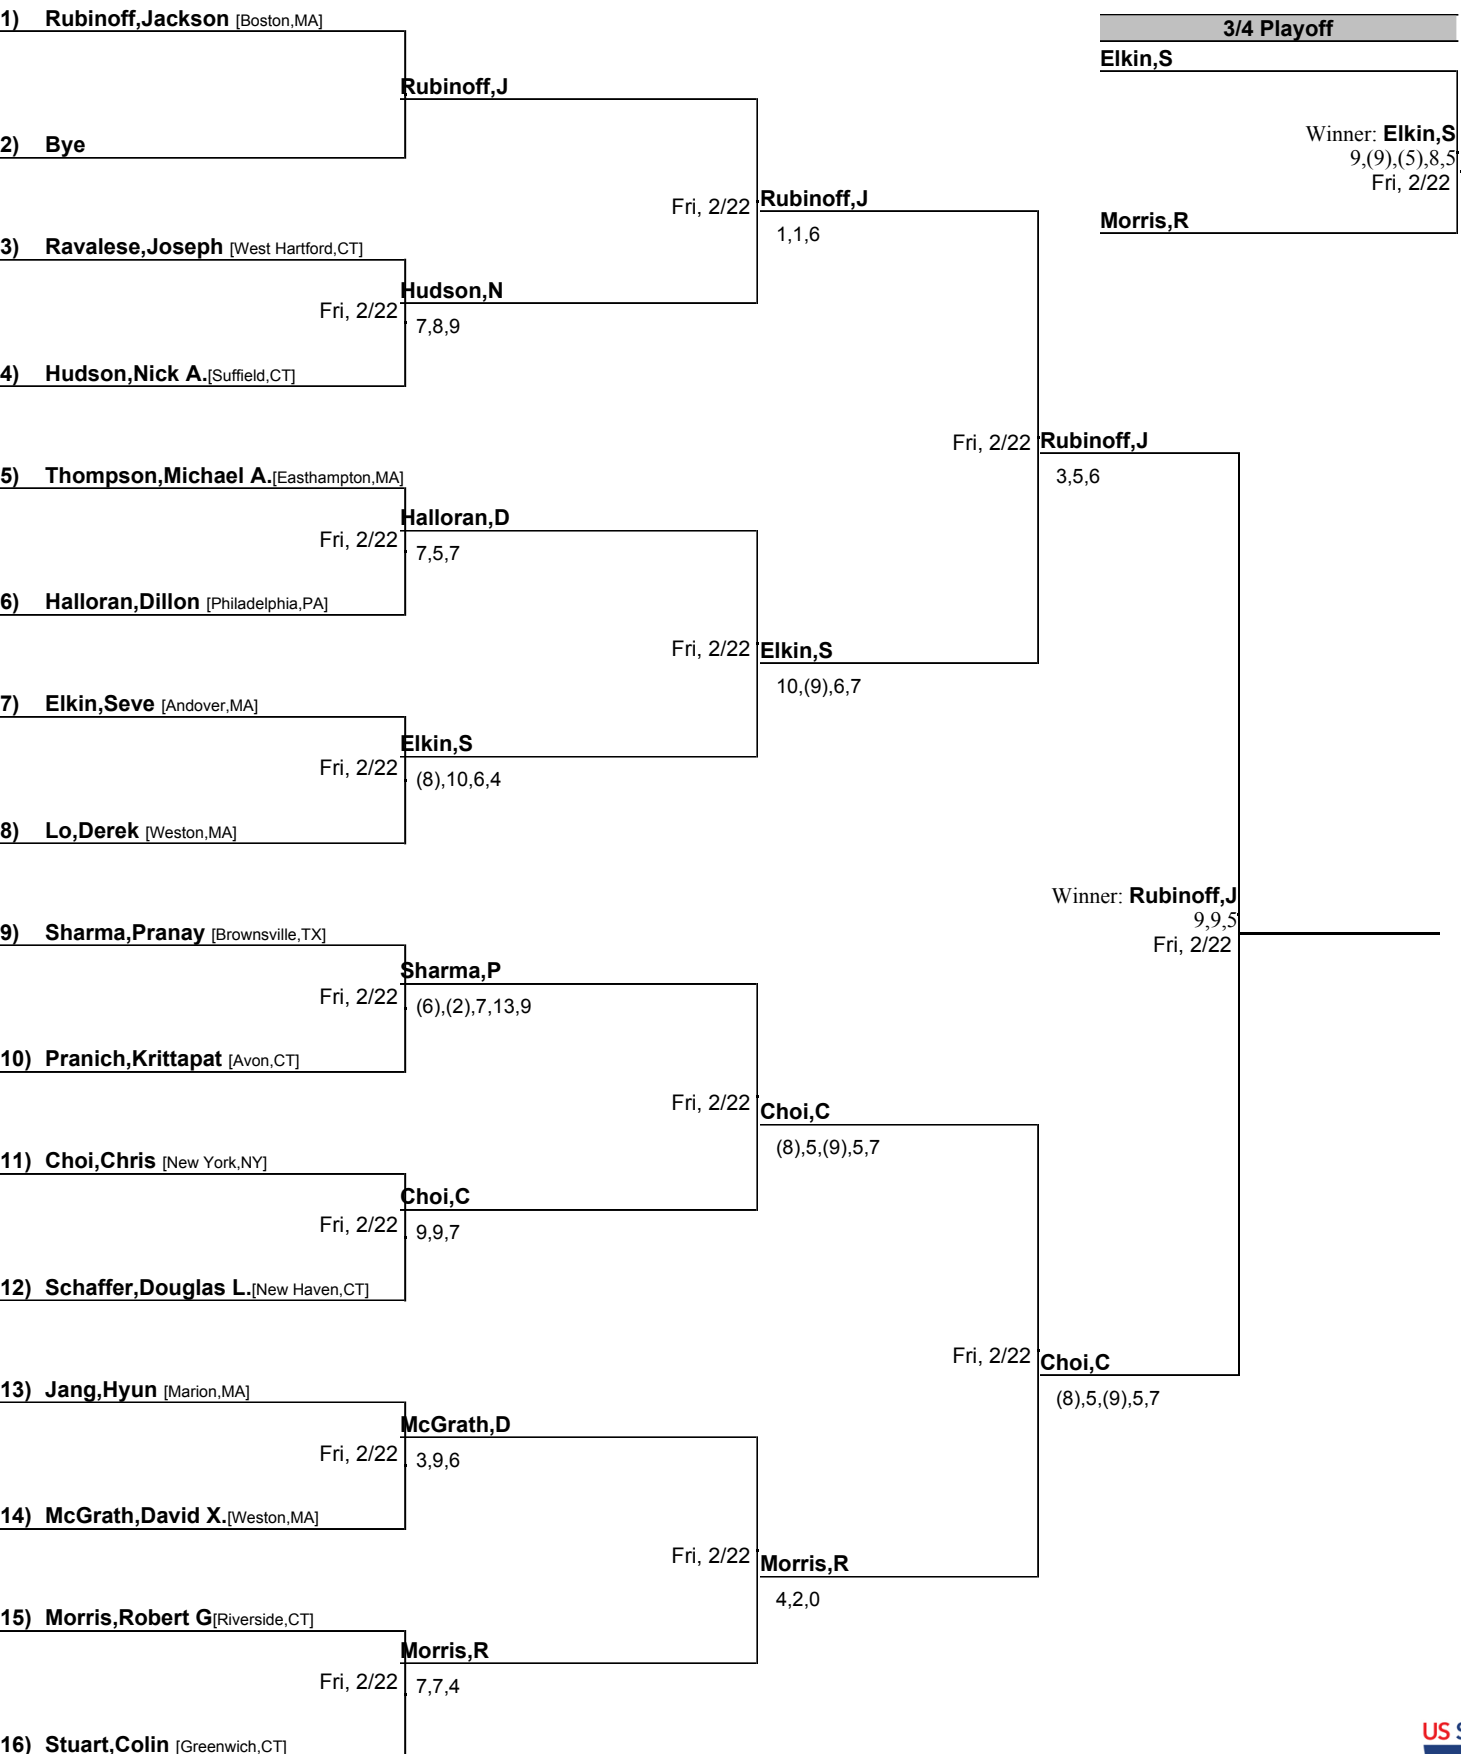 1) Rubinoff,Jackson [Boston,MA]
3/4 Playoff
Elkin,S
Rubinoff,J
Winner: Elkin,S
2) Bye
9,(9),(5),8,5
Fri, 2/22
Fri, 2/22 Rubinoff,J
Morris,R
1,1,6
3) Ravalese,Joseph [West Hartford,CT]
Hudson,N
Fri, 2/22
7,8,9
4) Hudson,Nick A.[Suffield,CT]
Fri, 2/22 Rubinoff,J
5) Thompson,Michael A.[Easthampton,MA]
3,5,6
Halloran,D
Fri, 2/22
7,5,7
6) Halloran,Dillon [Philadelphia,PA]
Fri, 2/22 Elkin,S
10,(9),6,7
7) Elkin,Seve [Andover,MA]
Elkin,S
Fri, 2/22
(8),10,6,4
8) Lo,Derek [Weston,MA]
Winner: Rubinoff,J
9,9,5
9) Sharma,Pranay [Brownsville,TX]
Fri, 2/22
Sharma,P
Fri, 2/22
(6),(2),7,13,9
10) Pranich,Krittapat [Avon,CT]
Fri, 2/22 Choi,C
(8),5,(9),5,7
11) Choi,Chris [New York,NY]
Choi,C
Fri, 2/22
9,9,7
12) Schaffer,Douglas L.[New Haven,CT]
Fri, 2/22 Choi,C
13) Jang,Hyun [Marion,MA]
(8),5,(9),5,7
McGrath,D
Fri, 2/22
3,9,6
14) McGrath,David X.[Weston,MA]
Fri, 2/22 Morris,R
4,2,0
15) Morris,Robert G[Riverside,CT]
Morris,R
Fri, 2/22
7,7,4
US
16) Stuart,Colin [Greenwich,CT]